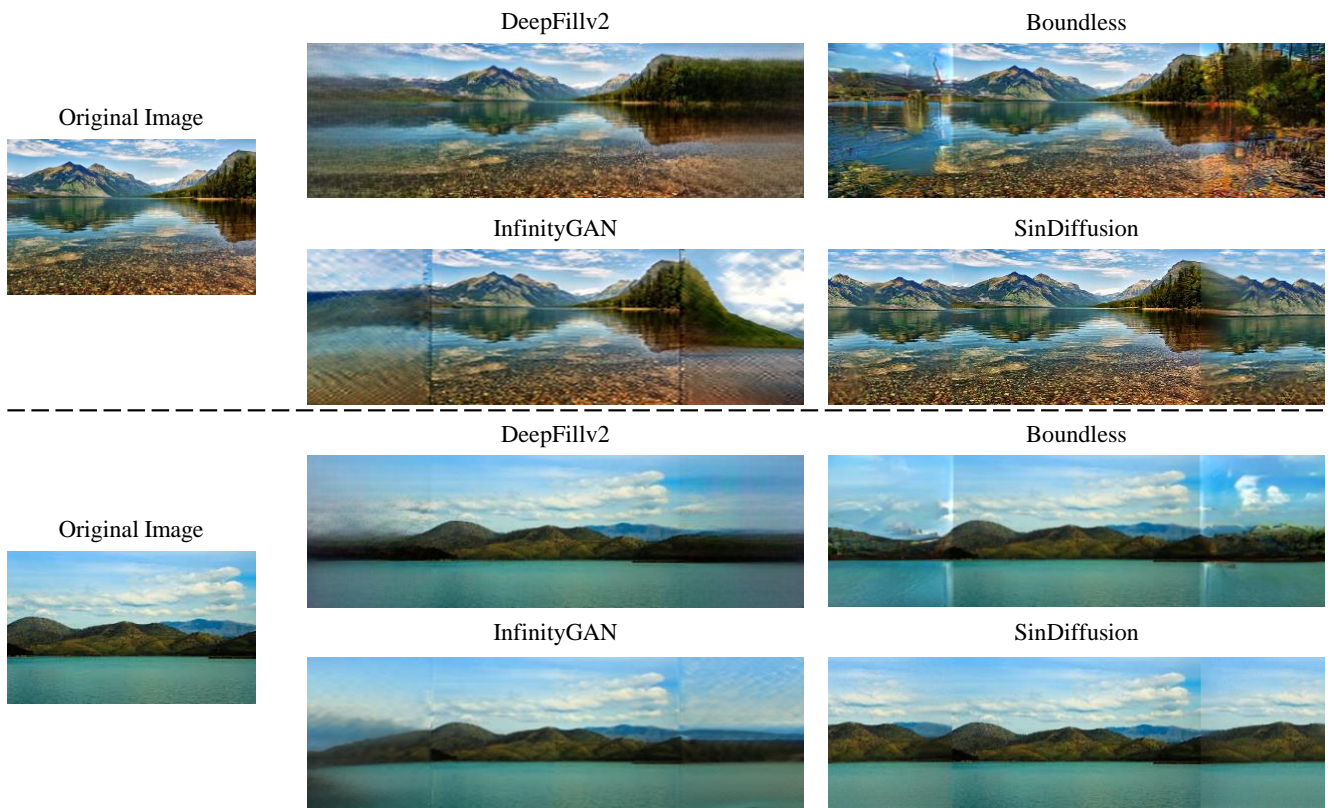 DeepFillv2
Boundless
Original Image
InfinityGAN
SinDiffusion
DeepFillv2
Boundless
Original Image
InfinityGAN
SinDiffusion